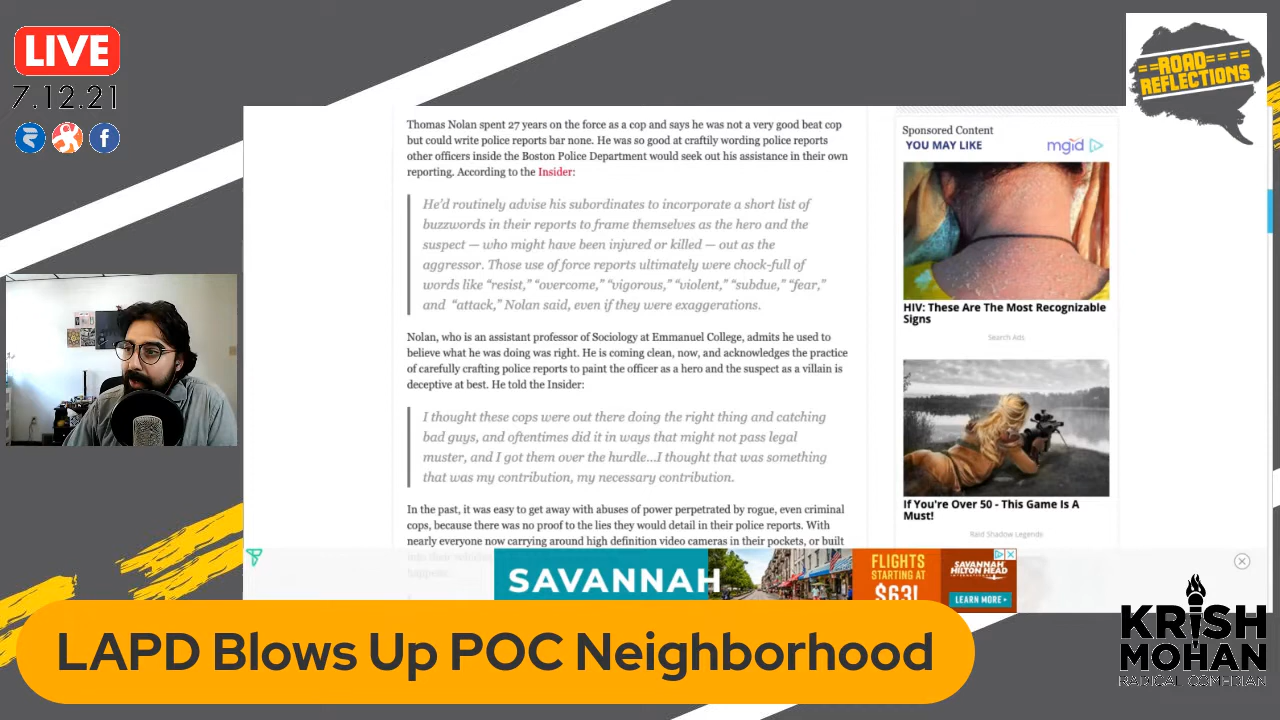 LIVE
7.12.21
==ROAD====
REFLECTIONS
Thomas Nolan spent 27 years on the force as a cop and says he was not a very good beat cop
but could write police reports bar none. He was so good at craftily wording police reports
other officers inside the Boston Police Department would seek out his assistance in their own
reporting. According to the Insider:
He'd routinely advise his subordinates to incorporate a short list of
buzzwords in their reports to frame themselves as the hero and the
suspect — who might have been injured or killed — out as the
aggressor. Those use of force reports ultimately were chock-full of
words like “resist,” “overcome,” “vigorous,” “violent,” “subdue,” “fear,”
and “attack,” Nolan said, even if they were exaggerations.
Nolan, who is an assistant professor of Sociology at Emmanuel College, admits he used to
believe what he was doing was right. He is coming clean, now, and acknowledges the practice
of carefully crafting police reports to paint the officer as a hero and the suspect as a villain is
deceptive at best. He told the Insider:
I thought these cops were out there doing the right thing and catching
bad guys, and oftentimes did it in ways that might not pass legal
muster, and I got them over the hurdle...I thought that was something
that was my contribution, my necessary contribution.
In the past, it was easy to get away with abuses of power perpetrated by rogue, even criminal
cops, because there was no proof to the lies they would detail in their police reports. With
nearly everyone now carrying around high definition video cameras in their pockets, or built
Sponsored Content
YOU MAY LIKE
mgid
HIV: These Are The Most Recognizable
Signs
Search Ads
If You're Over 50 - This Game Is A
Must!
Raid Shadow Legends
SAVANNAH
FLIGHTS
STARTING AT
$63!
SAVANNAH
HILTON HEAD
INTERNATIONAL
LEARN MORE
LAPD Blows Up POC Neighborhood
KRISH
MOHAN
RADICAL COMEDIAN